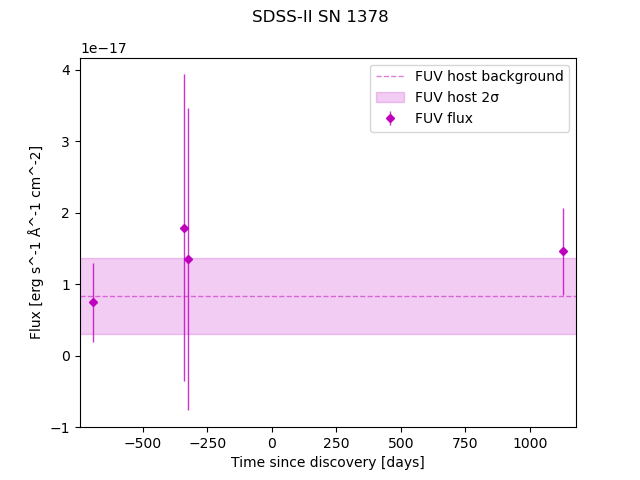 SDSS-II SN 1378
1e−17
FUV host background
FUV host 2σ
FUV flux
4
3
2
1
0
−1
Flux [erg s^-1 Å^-1 cm^-2]
−500 −250 0 250 500 750 1000
Time since discovery [days]